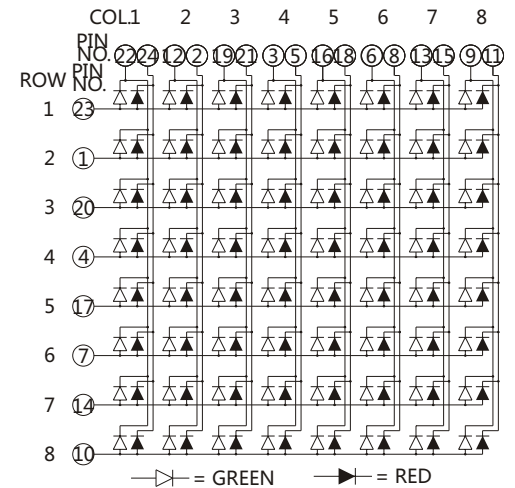 COL.1 2 3 4 5 6 7 8
PIN NO. 22 24 12 2 19 21 3 5 16 18 6 8 13 15 9 11
ROW PIN NO.
1 23
2 1
3 20
4 4
5 17
6 7
7 14
8 10
= GREEN = RED